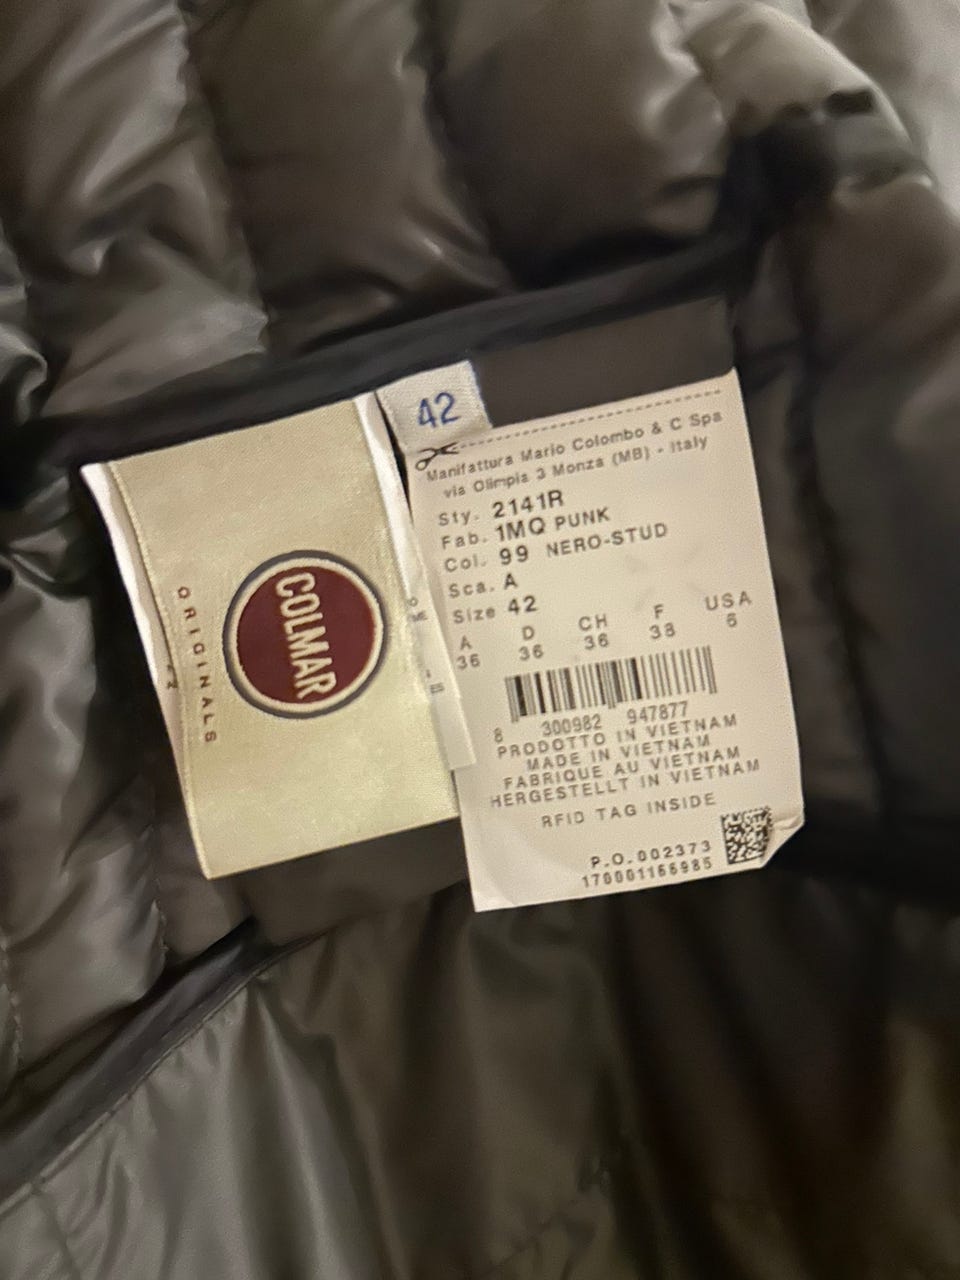 42
COLMAR
ORIGINALS
Manifattura Mario Colombo & C Spa
via Olimpia 3 Monza (MB) - Italy
Sty. 2141R
Fab. 1MQ PUNK
Col. 99 NERO-STUD
Sca. A
Size 42
A D CH F USA
36 36 36 38 6
8 300982 947877
PRODOTTO IN VIETNAM
MADE IN VIETNAM
FABRIQUE AU VIETNAM
HERGESTELLT IN VIETNAM
RFID TAG INSIDE
P.O.002373
170001166985